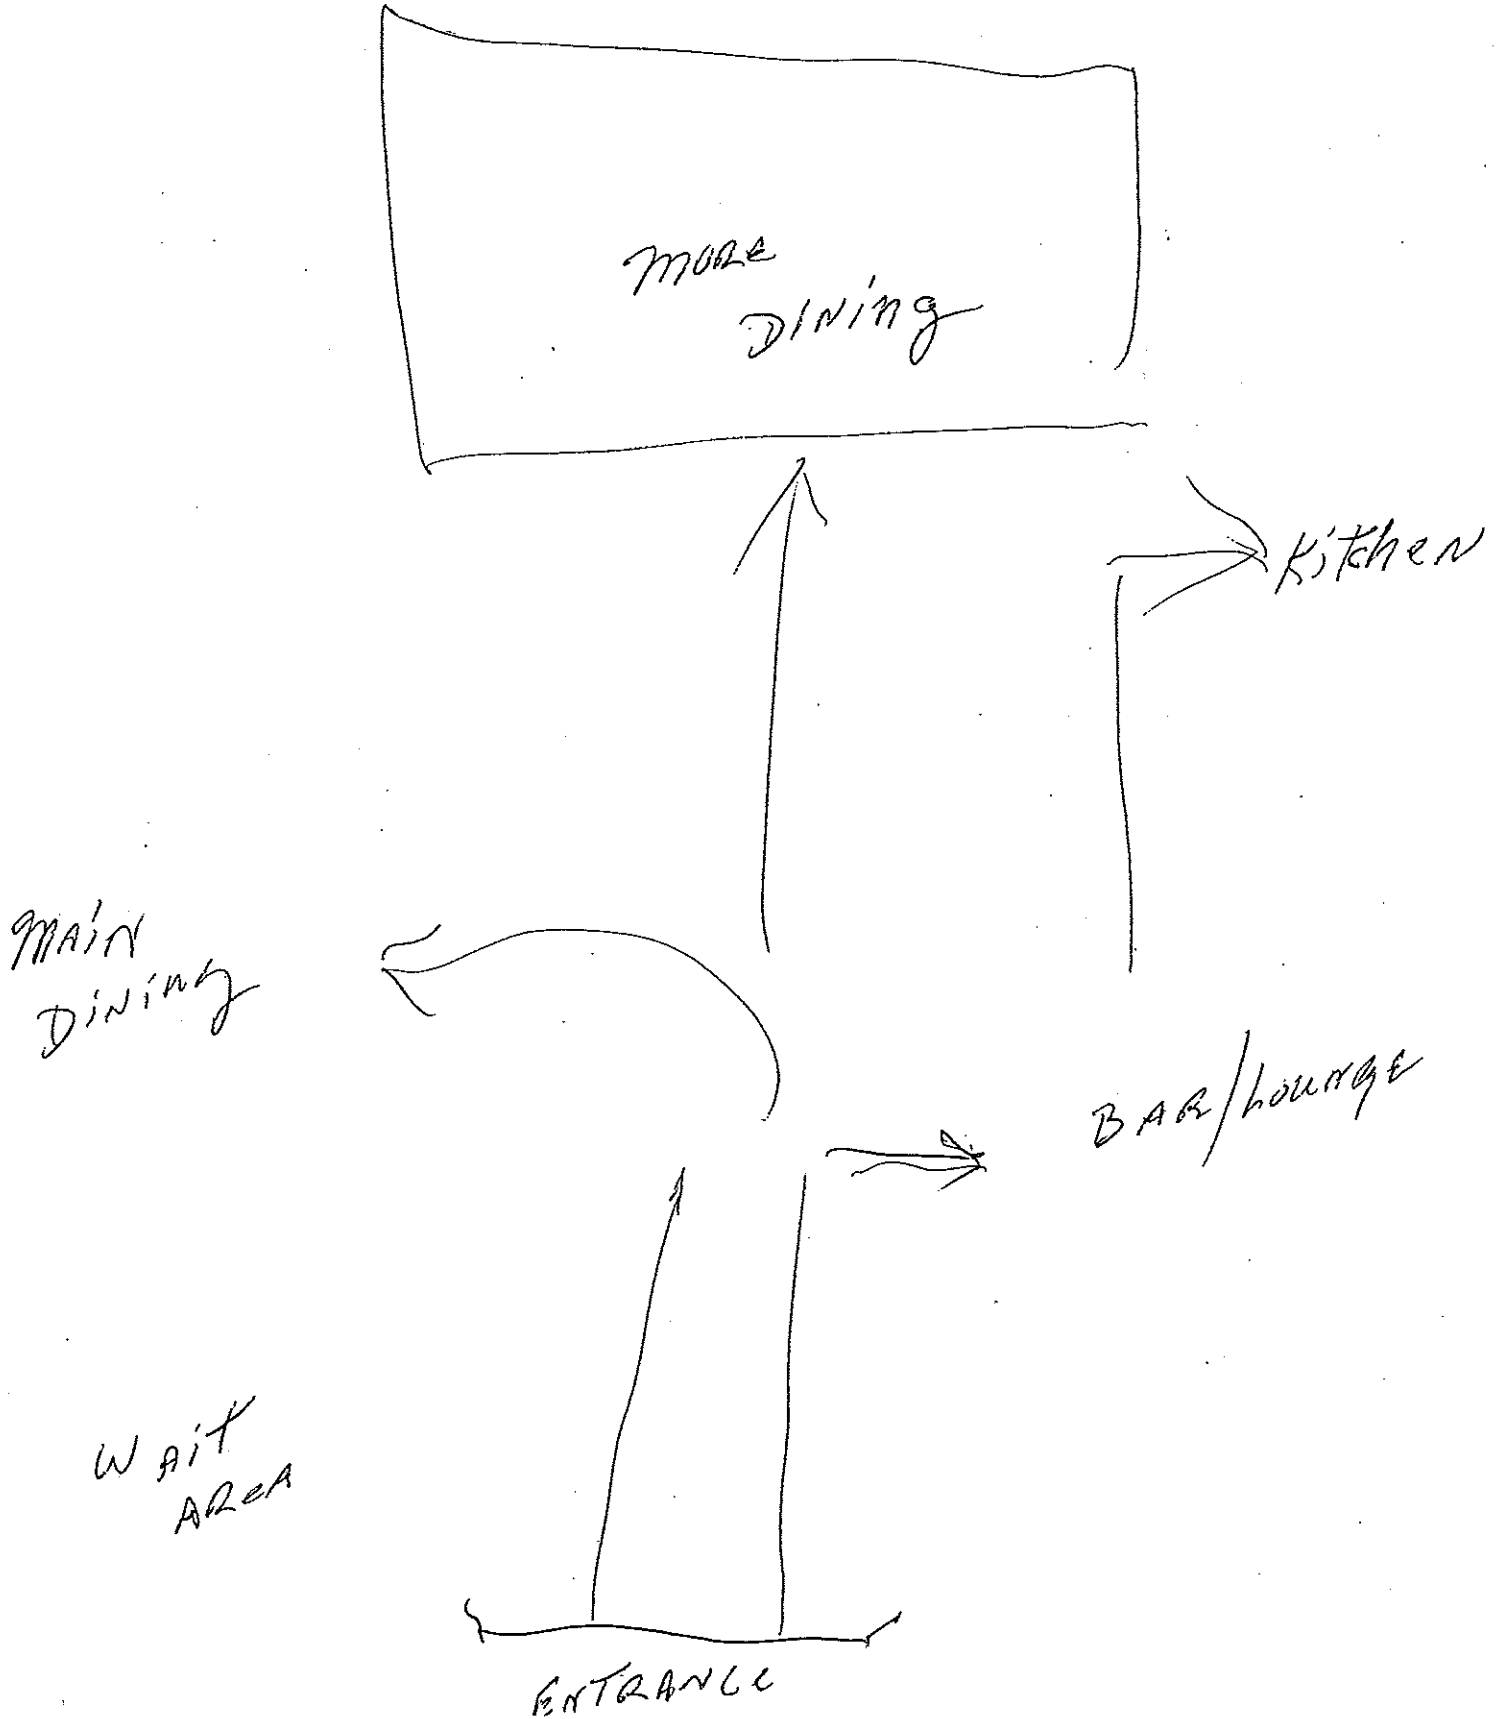 MORE
DINING
Kitchen
MAIN
DINING
BAR/LOUNGE
WAIT
AREA
ENTRANCE